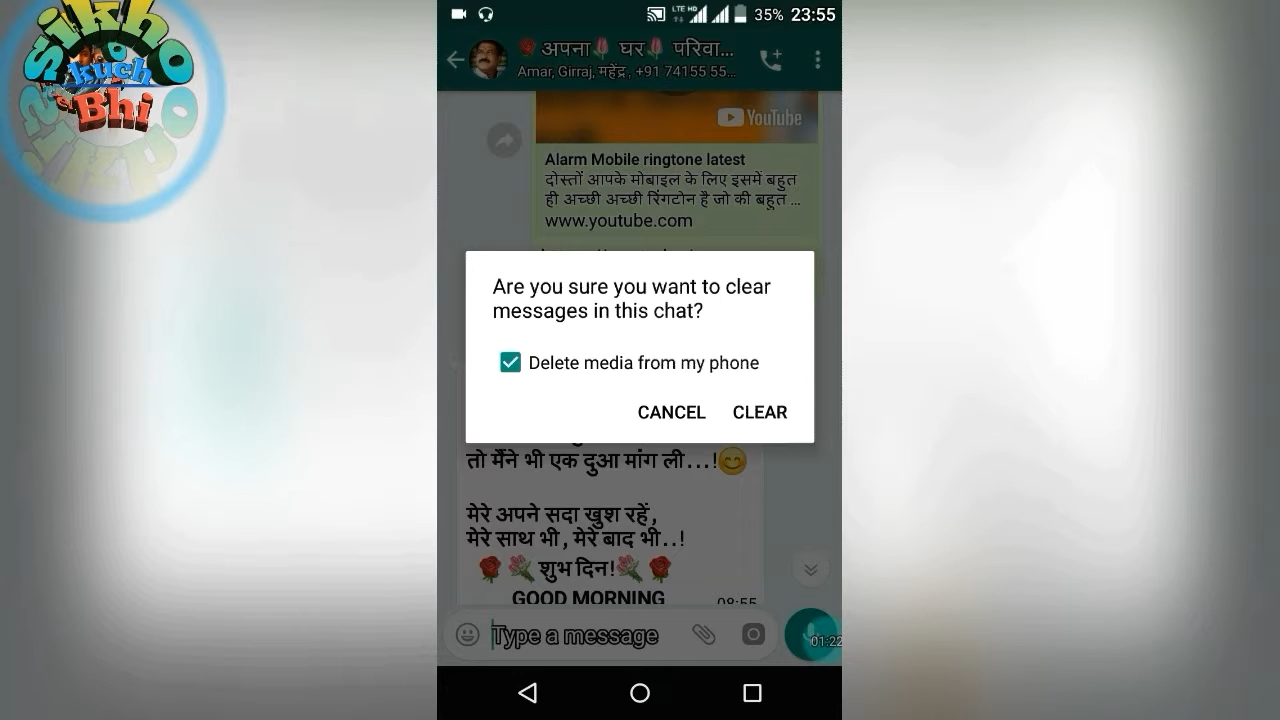 sikho
kuch
Bhi
LTE HD
35% 23:55
🌹अपना🌷 घर🌷 परिवा...
Amar, Girraj, महेंद्र, +91 74155 55...
YouTube
Alarm Mobile ringtone latest
दोस्तों आपके मोबाइल के लिए इसमें बहुत
ही अच्छी अच्छी रिंगटोन है जो की बहुत ...
www.youtube.com
Are you sure you want to clear
messages in this chat?
Delete media from my phone
CANCEL CLEAR
तो मैंने भी एक दुआ मांग ली...!😊
मेरे अपने सदा खुश रहें,
मेरे साथ भी, मेरे बाद भी..!
🌹💐शुभ दिन!💐🌹
GOOD MORNING
08:55
Type a message
01:22